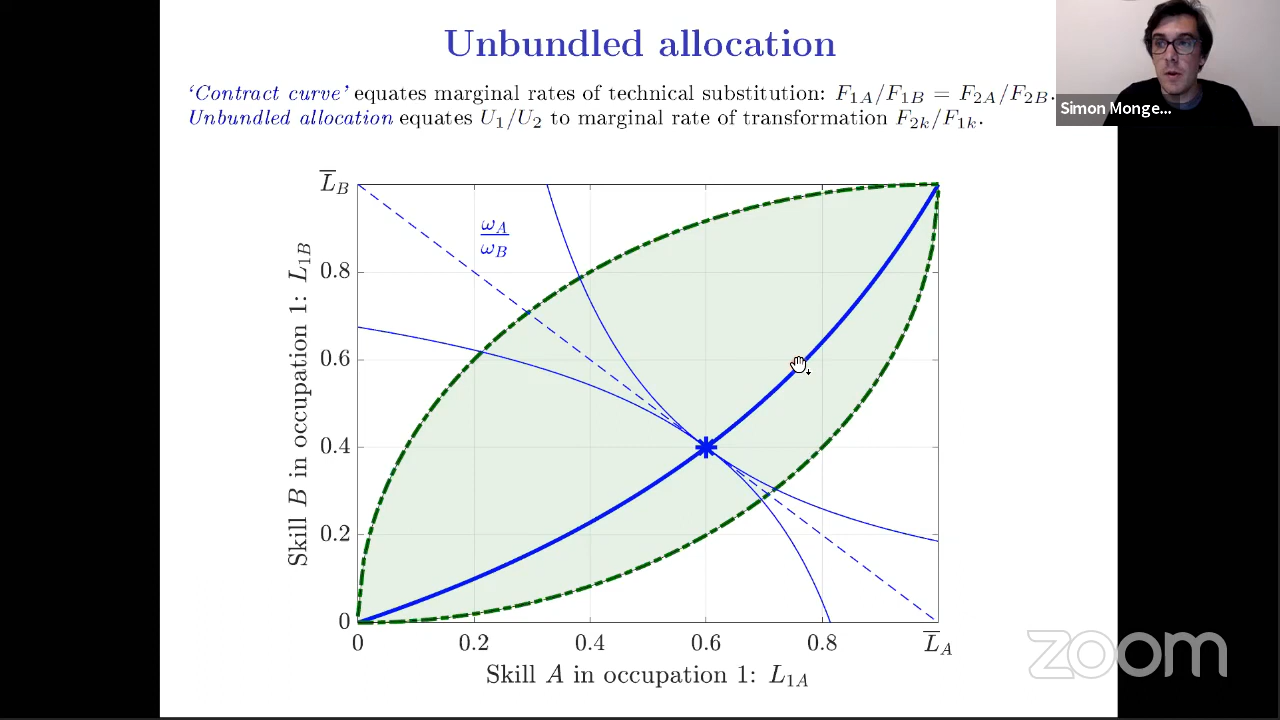 Unbundled allocation
‘Contract curve’ equates marginal rates of technical substitution: F₁A/F₁B = F₂A/F₂B.
Unbundled allocation equates U₁/U₂ to marginal rate of transformation F₂k/F₁k.
Simon Monge...
L̅B
ωA
ωB
0.8
0.6
0.4
0.2
0
Skill B in occupation 1: L₁B
0 0.2 0.4 0.6 0.8 L̅A
Skill A in occupation 1: L₁A
zoom